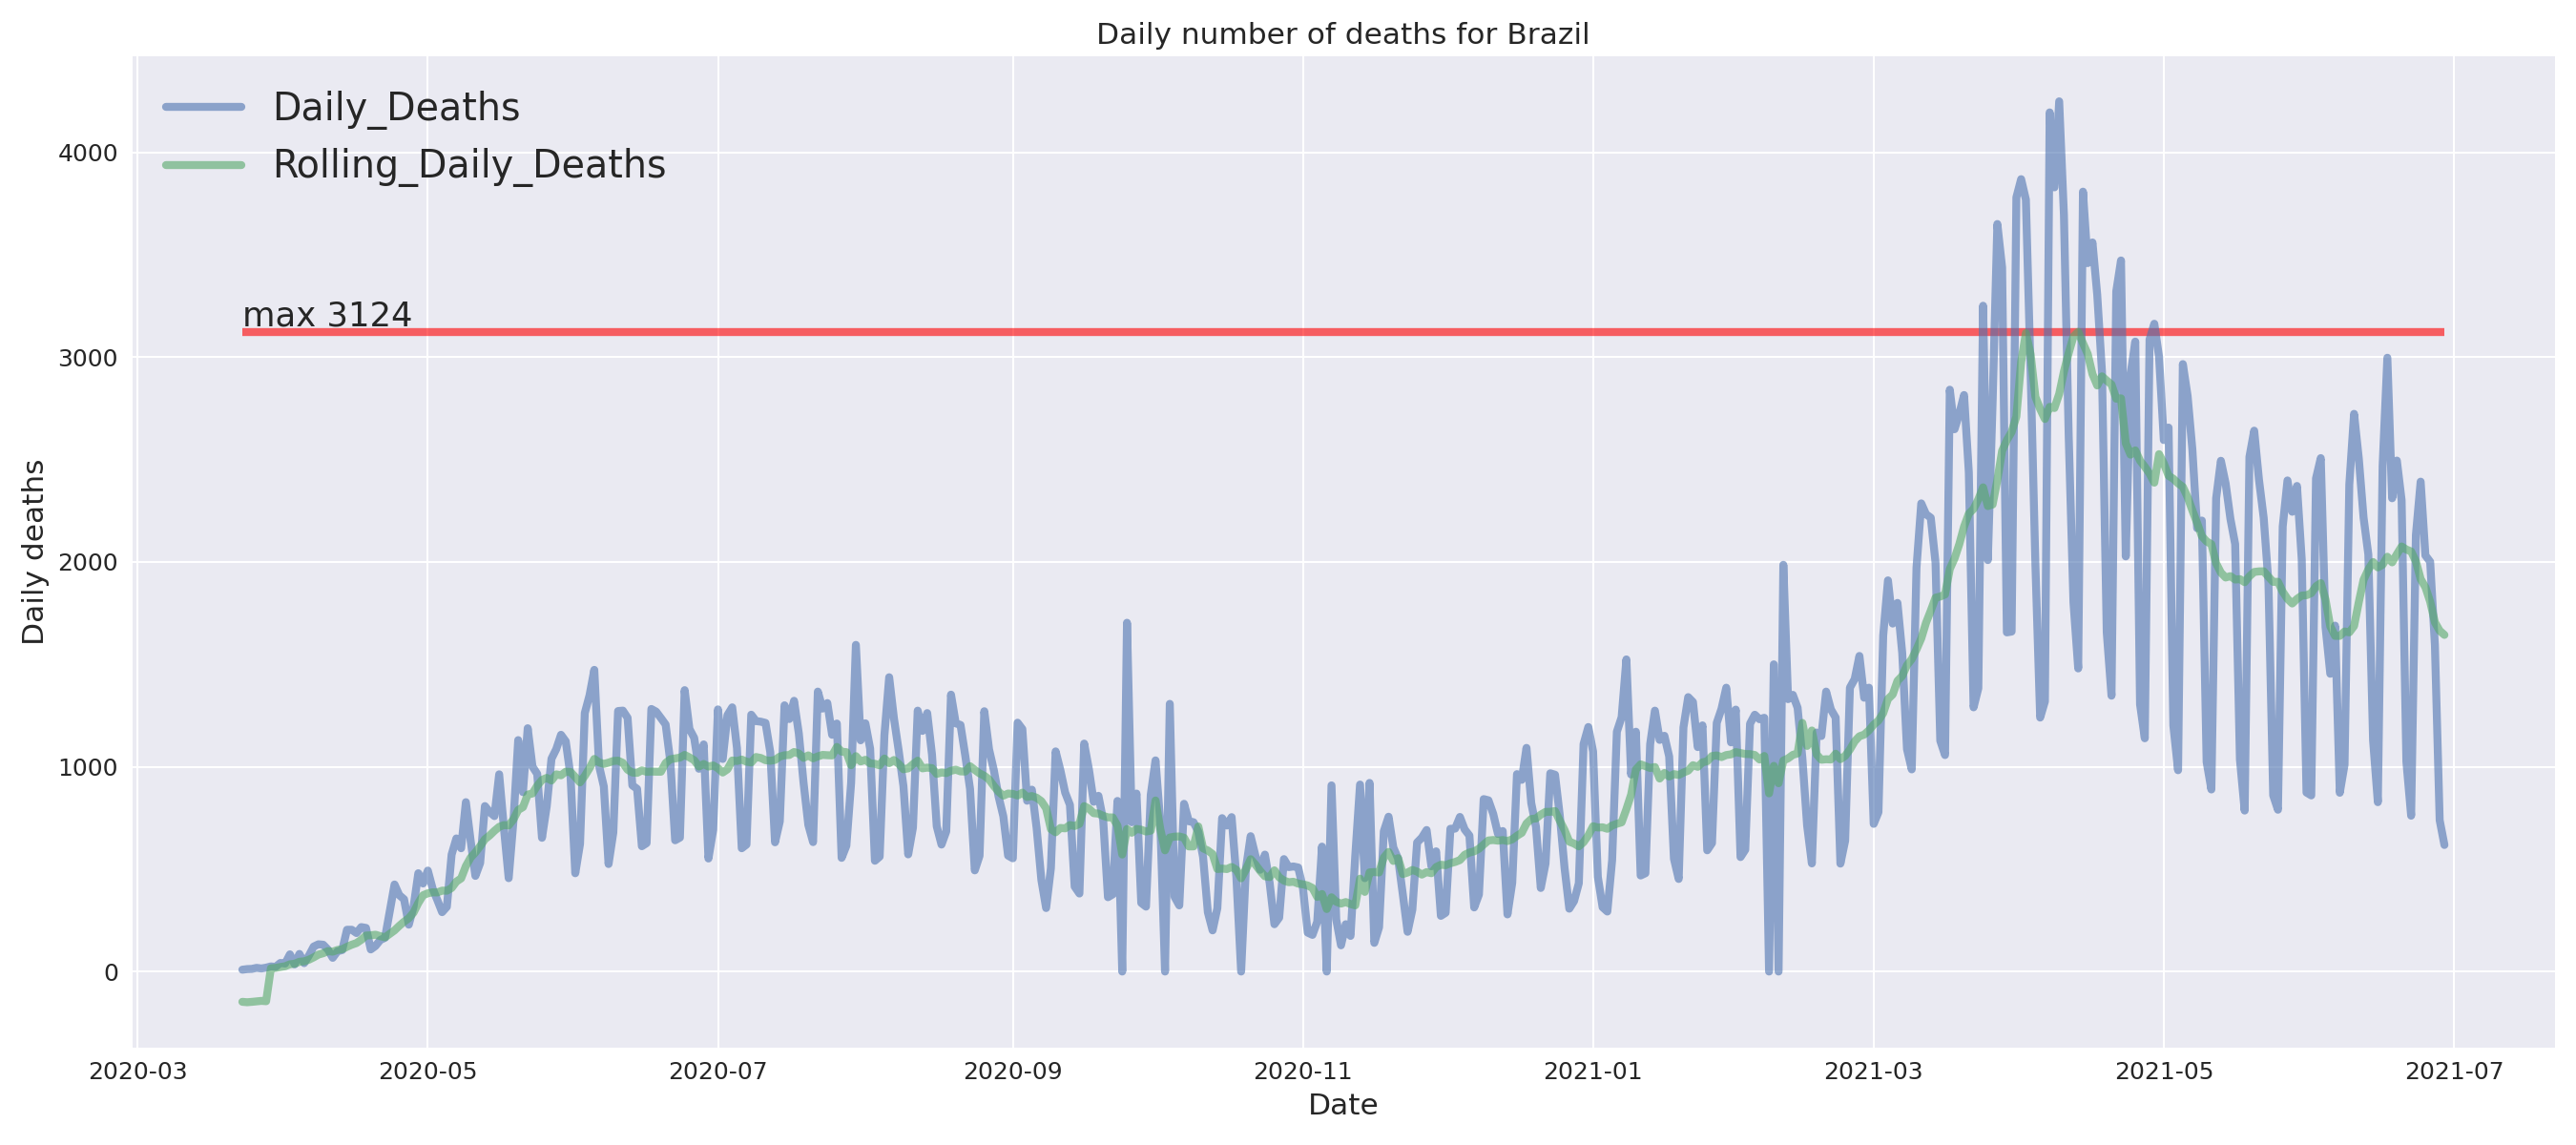 Daily number of deaths for Brazil
Daily_Deaths
Rolling_Daily_Deaths
max 3124
Daily deaths
4000
3000
2000
1000
0
2020-03 2020-05 2020-07 2020-09 2020-11 2021-01 2021-03 2021-05 2021-07
Date